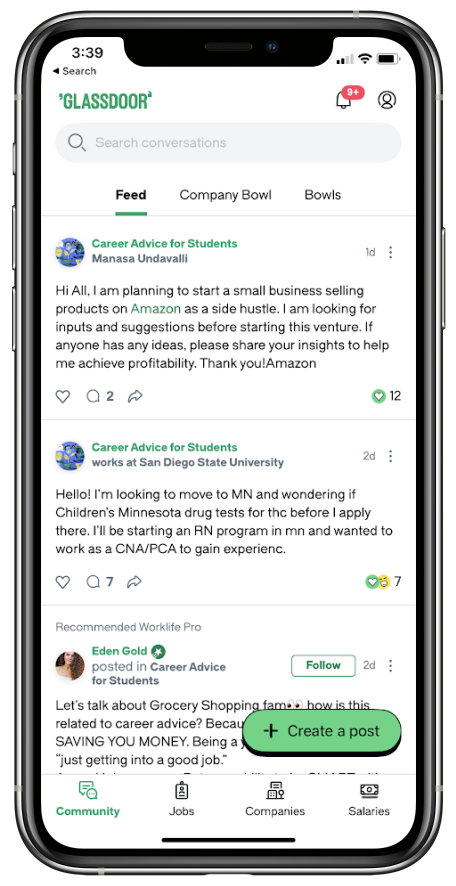 3:39
◂ Search
GLASSDOOR
9+
Search conversations
Feed
Company Bowl
Bowls
Career Advice for Students
Manasa Undavalli
1d
Hi All, I am planning to start a small business selling
products on Amazon as a side hustle. I am looking for
inputs and suggestions before starting this venture. If
anyone has any ideas, please share your insights to help
me achieve profitability. Thank you!Amazon
2
12
Career Advice for Students
works at San Diego State University
2d
Hello! I'm looking to move to MN and wondering if
Children's Minnesota drug tests for thc before I apply
there. I'll be starting an RN program in mn and wanted to
work as a CNA/PCA to gain experienc.
7
7
Recommended Worklife Pro
Eden Gold
posted in Career Advice
for Students
Follow
2d
Let's talk about Grocery Shopping fam👀 how is this
related to career advice?
SAVING YOU MONEY. Being a
"just getting into a good job."
+ Create a post
Community
Jobs
Companies
Salaries